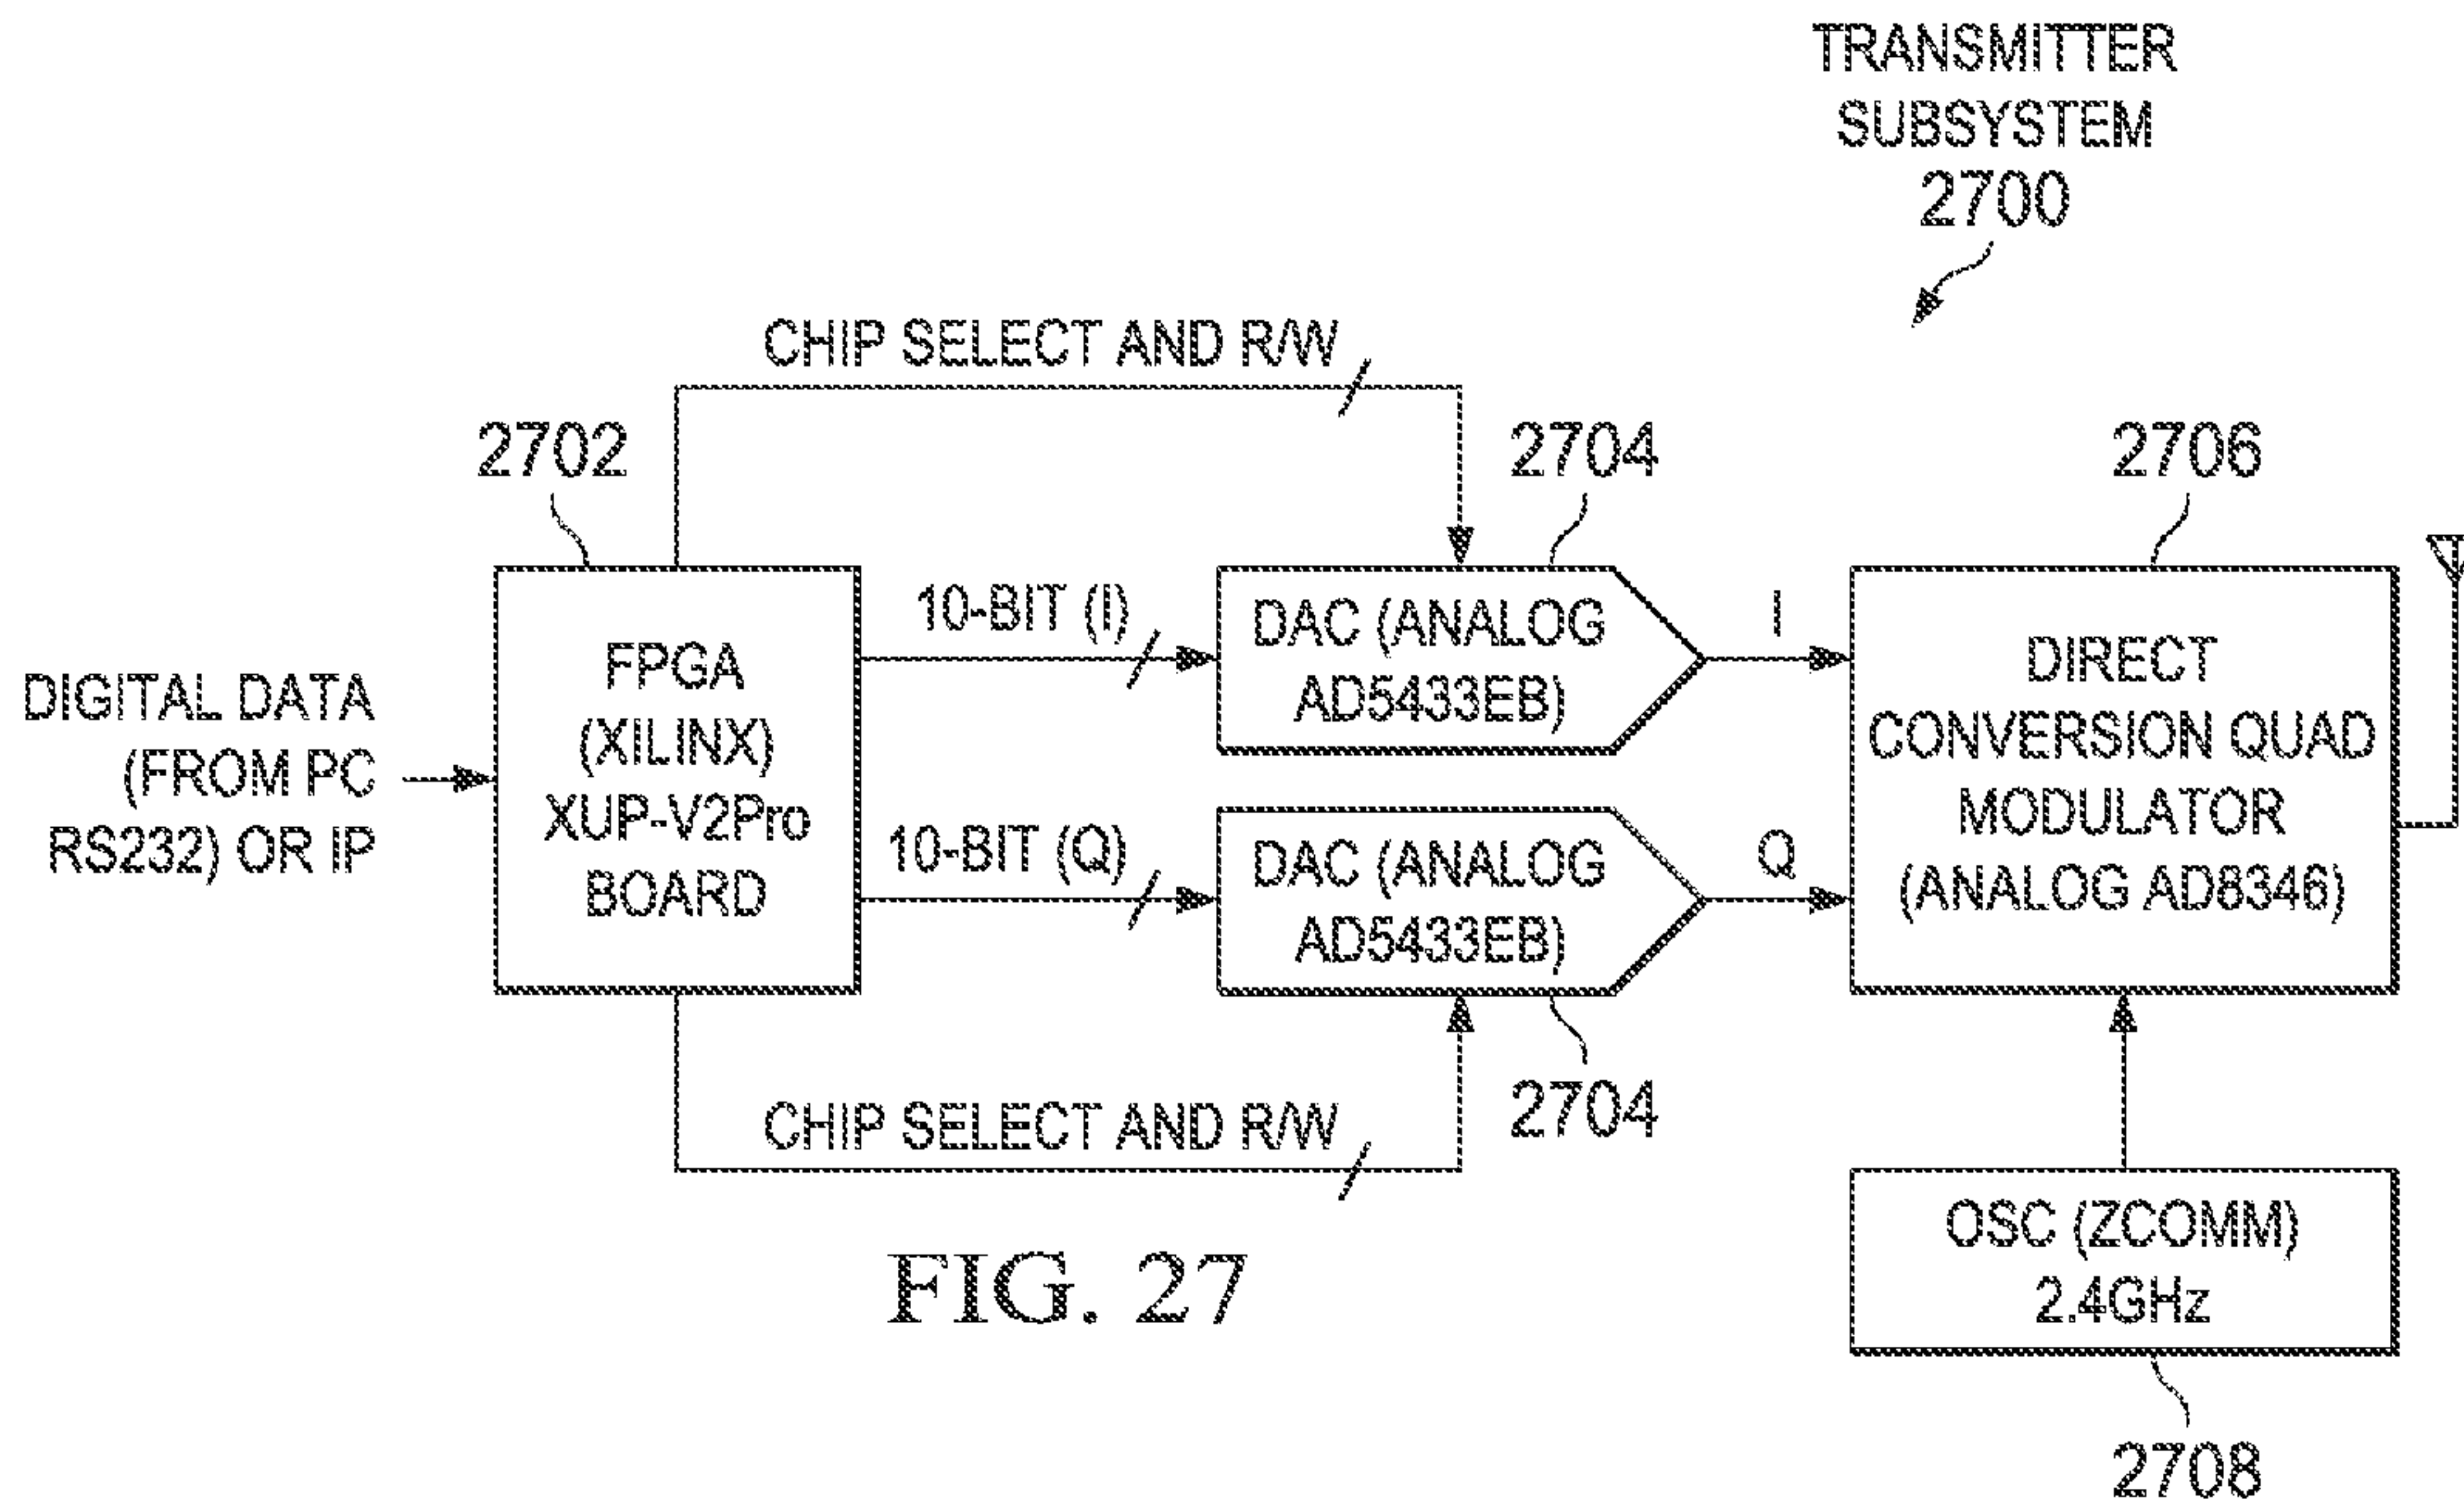 TRANSMITTER
SUBSYSTEM
2700
CHIP SELECT AND R/W
2702
2704
2706
DIGITAL DATA
(FROM PC
RS232) OR IP
FPGA
(XILINX)
XUP-V2Pro
BOARD
10-BIT (I)
DAC (ANALOG
AD5433EB)
I
10-BIT (Q)
DAC (ANALOG
AD5433EB)
Q
DIRECT
CONVERSION QUAD
MODULATOR
(ANALOG AD8346)
2704
CHIP SELECT AND R/W
OSC (ZCOMM)
2.4GHz
2708
FIG. 27